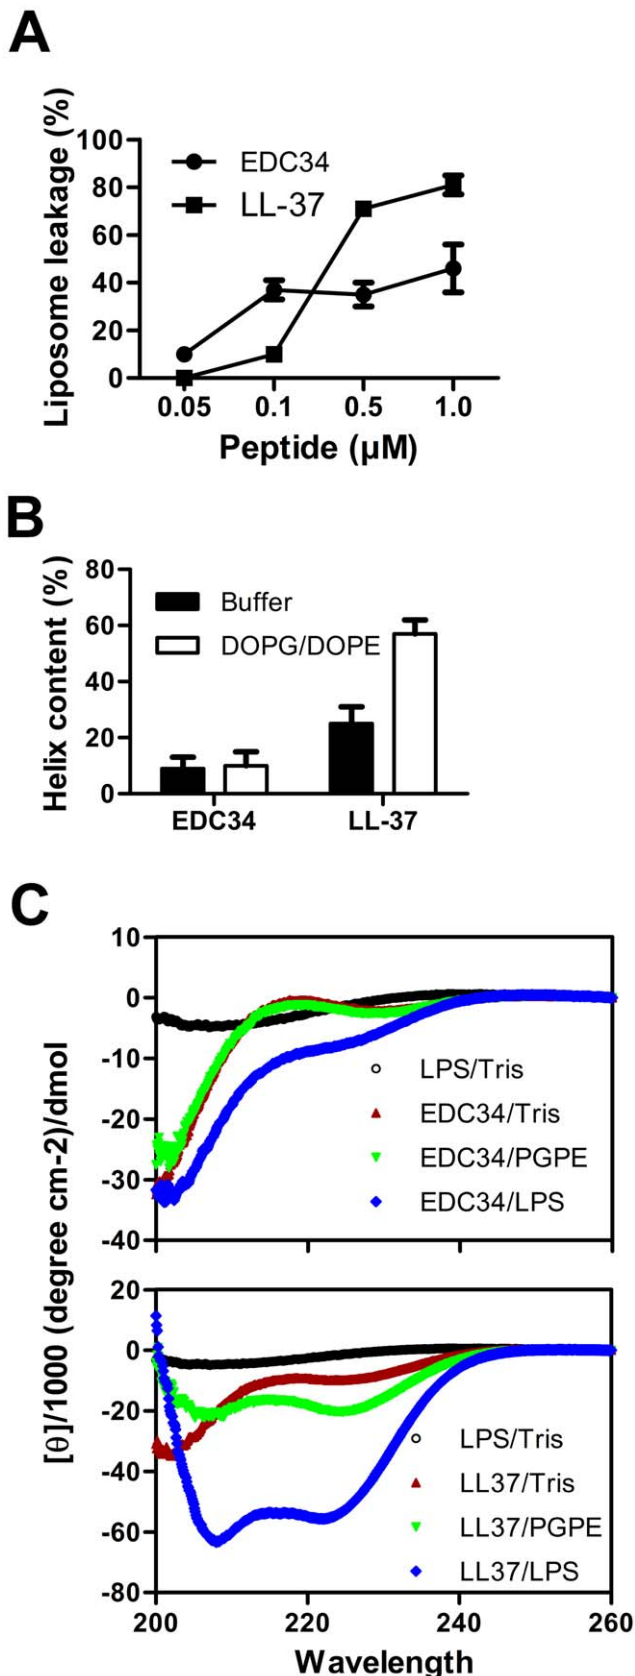 A
Liposome leakage (%)
100
80
60
40
20
0
EDC34
LL-37
0.05 0.1 0.5 1.0
Peptide (µM)
B
Helix content (%)
80
60
40
20
0
Buffer
DOPG/DOPE
EDC34 LL-37
C
[θ]/1000 (degree cm-2)/dmol
10
0
-10
-20
-30
-40
LPS/Tris
EDC34/Tris
EDC34/PGPE
EDC34/LPS
20
0
-20
-40
-60
-80
LPS/Tris
LL37/Tris
LL37/PGPE
LL37/LPS
200 220 240 260
Wavelength